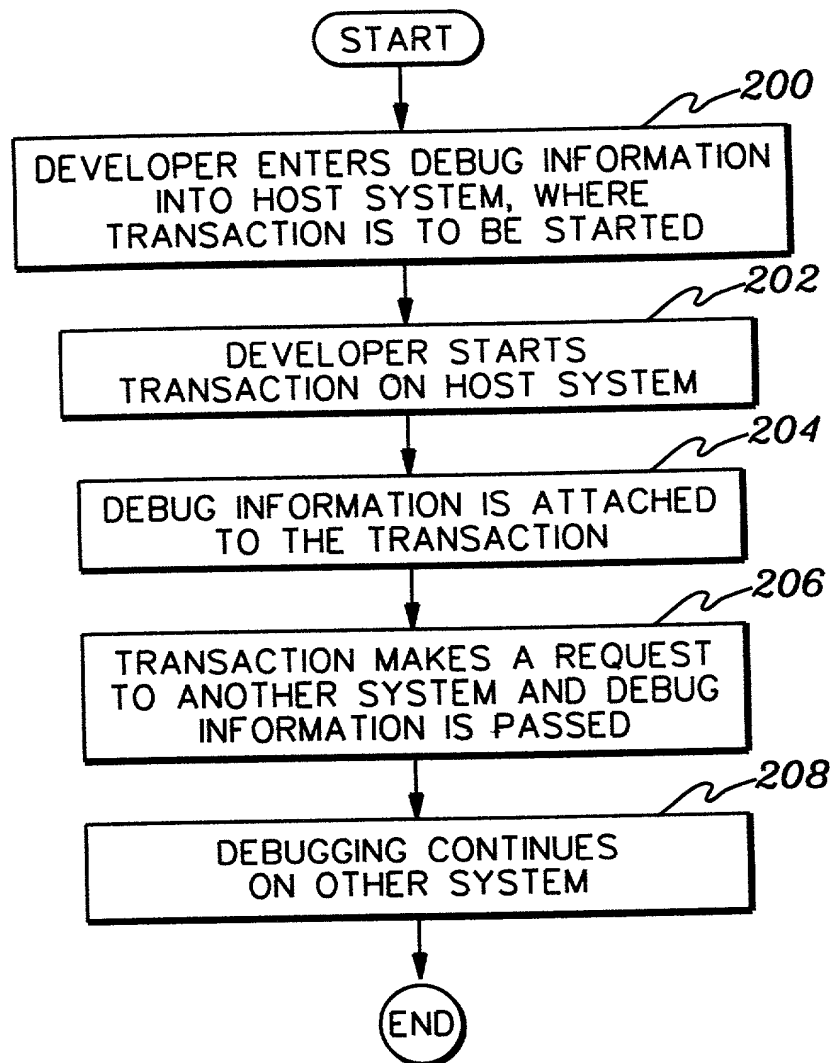 START
200
DEVELOPER ENTERS DEBUG INFORMATION
INTO HOST SYSTEM, WHERE
TRANSACTION IS TO BE STARTED
202
DEVELOPER STARTS
TRANSACTION ON HOST SYSTEM
204
DEBUG INFORMATION IS ATTACHED
TO THE TRANSACTION
206
TRANSACTION MAKES A REQUEST
TO ANOTHER SYSTEM AND DEBUG
INFORMATION IS PASSED
208
DEBUGGING CONTINUES
ON OTHER SYSTEM
END